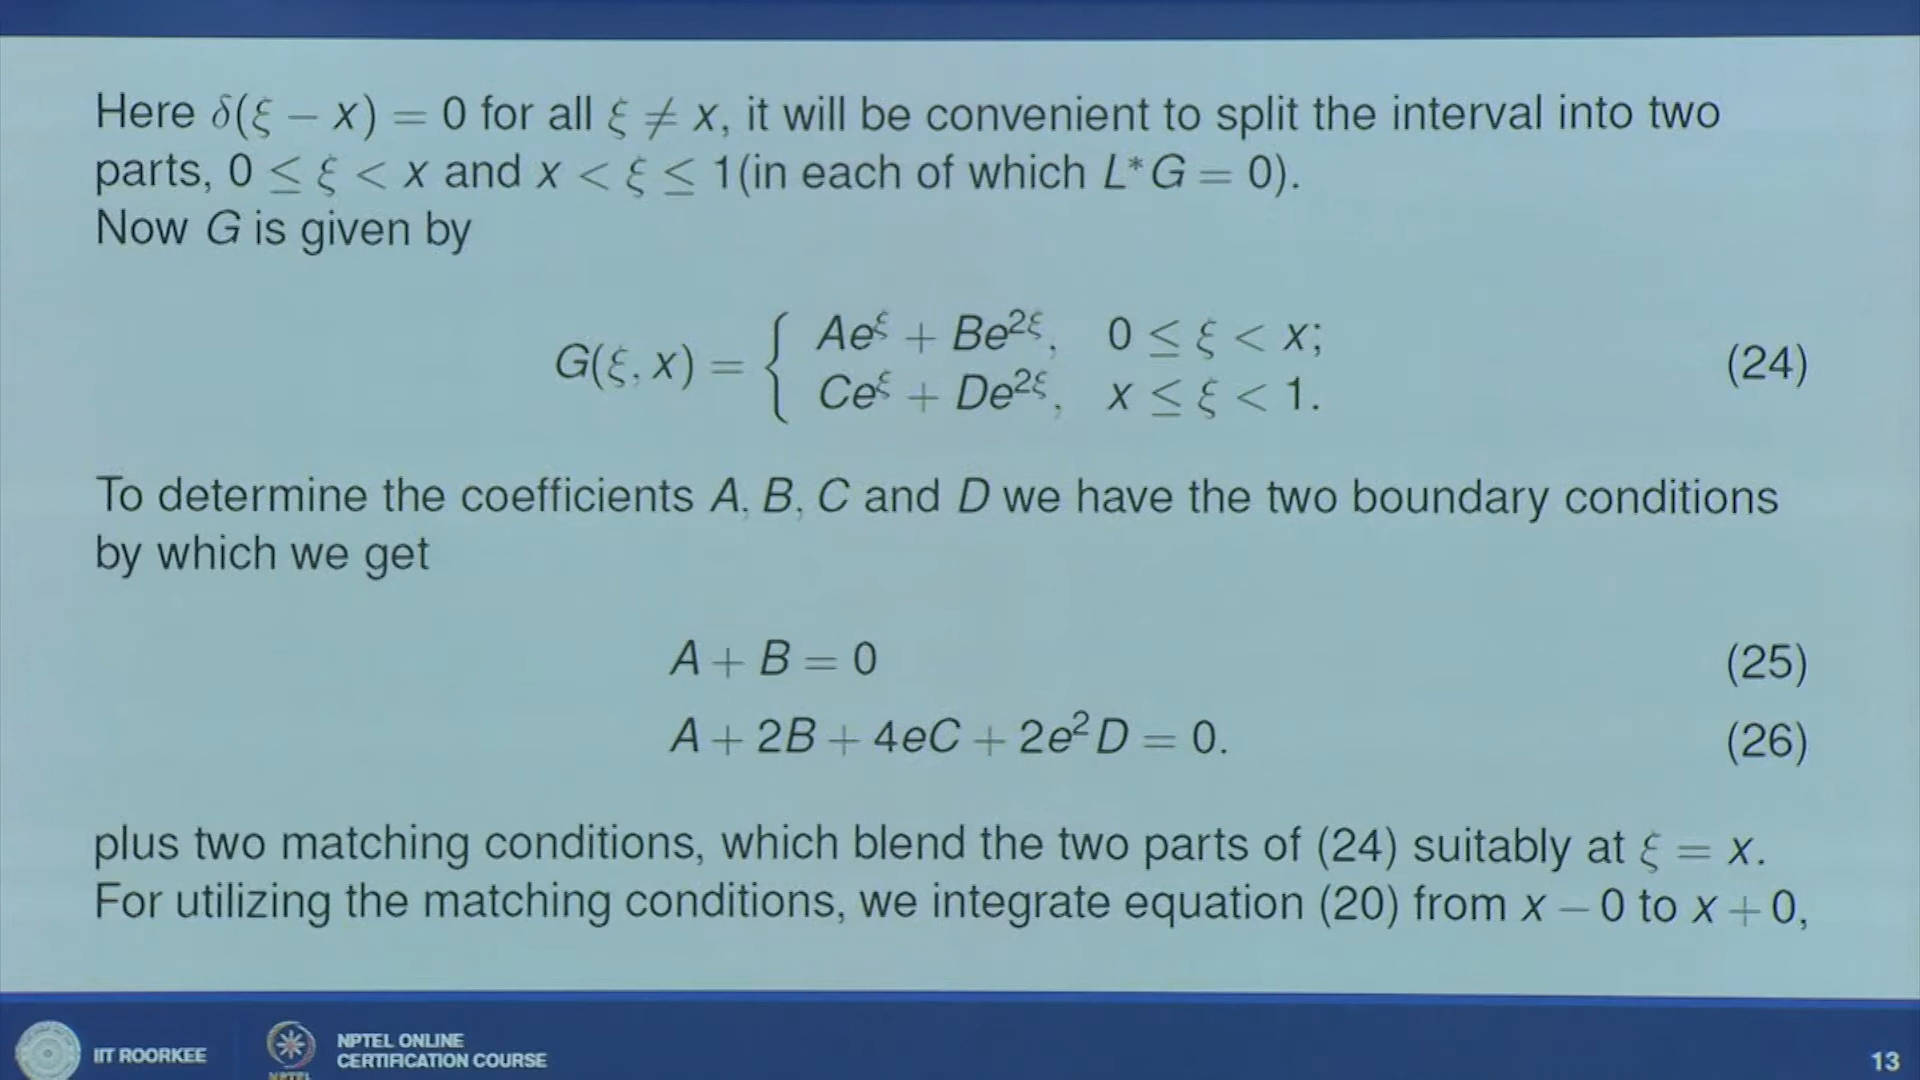 Here δ(ξ − x) = 0 for all ξ ≠ x, it will be convenient to split the interval into two
parts, 0 ≤ ξ < x and x < ξ ≤ 1(in each of which L*G = 0).
Now G is given by
G(ξ, x) = { Ae^ξ + Be^{2ξ}, 0 ≤ ξ < x;
Ce^ξ + De^{2ξ}, x ≤ ξ < 1. (24)
To determine the coefficients A, B, C and D we have the two boundary conditions
by which we get
A + B = 0 (25)
A + 2B + 4eC + 2e²D = 0. (26)
plus two matching conditions, which blend the two parts of (24) suitably at ξ = x.
For utilizing the matching conditions, we integrate equation (20) from x − 0 to x + 0,
IIT ROORKEE
NPTEL ONLINE
CERTIFICATION COURSE
NPTEL
13